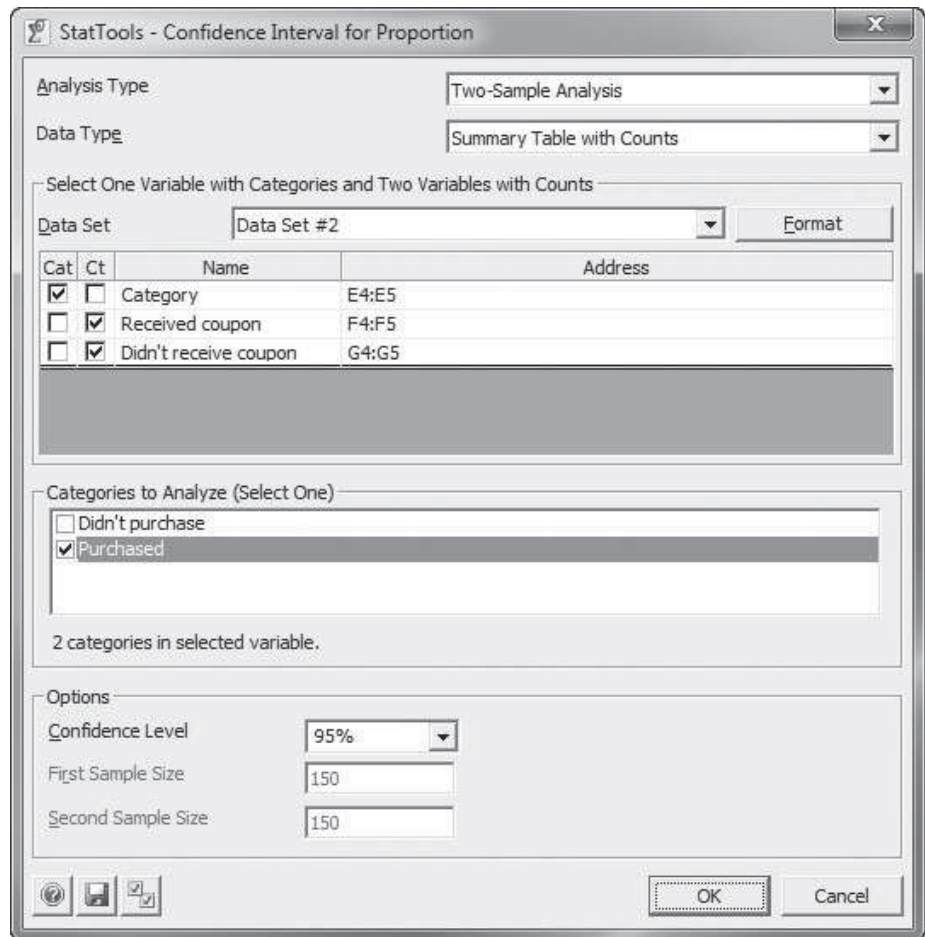 StatTools - Confidence Interval for Proportion
Analysis Type
Two-Sample Analysis
Data Type
Summary Table with Counts
Select One Variable with Categories and Two Variables with Counts
Data Set
Data Set #2
Format
Cat Ct Name Address
Category E4:E5
Received coupon F4:F5
Didn't receive coupon G4:G5
Categories to Analyze (Select One)
Didn't purchase
Purchased
2 categories in selected variable.
Options
Confidence Level
95%
First Sample Size
150
Second Sample Size
150
OK Cancel